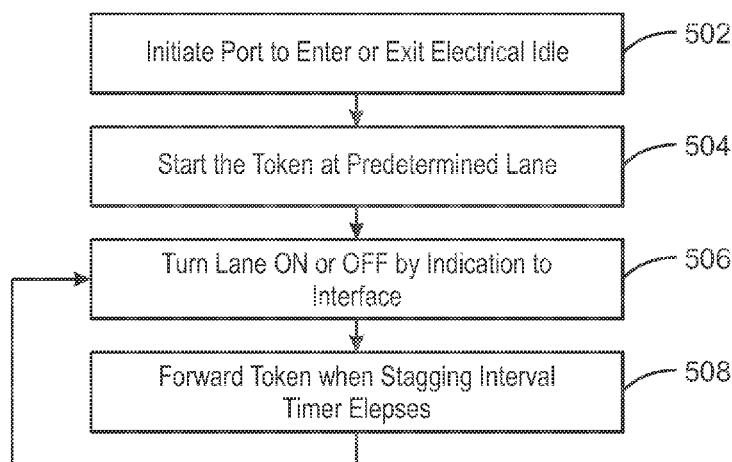 Initiate Port to Enter or Exit Electrical Idle
502
Start the Token at Predetermined Lane
504
Turn Lane ON or OFF by Indication to
Interface
506
Forward Token when Stagging Interval
Timer Elepses
508